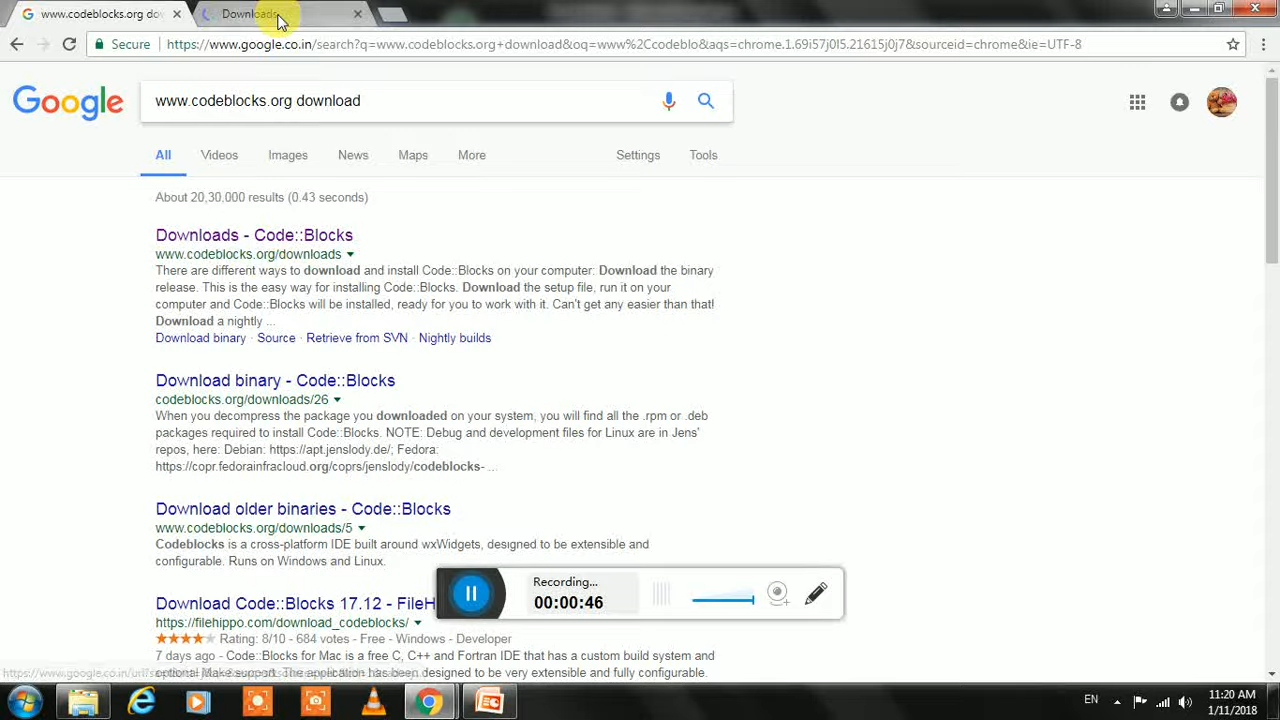 www.codeblocks.org do
Downloads
Secure
https://www.google.co.in/search?q=www.codeblocks.org+download&oq=www%2Ccodeblo&aqs=chrome.1.69i57j0l5.21615j0j7&sourceid=chrome&ie=UTF-8
Google
www.codeblocks.org download
All Videos Images News Maps More Settings Tools
About 20,30,000 results (0.43 seconds)
Downloads - Code::Blocks
www.codeblocks.org/downloads
There are different ways to download and install Code::Blocks on your computer: Download the binary
release. This is the easy way for installing Code::Blocks. Download the setup file, run it on your
computer and Code::Blocks will be installed, ready for you to work with it. Can't get any easier than that!
Download a nightly ...
Download binary · Source · Retrieve from SVN · Nightly builds
Download binary - Code::Blocks
codeblocks.org/downloads/26
When you decompress the package you downloaded on your system, you will find all the .rpm or .deb
packages required to install Code::Blocks. NOTE: Debug and development files for Linux are in Jens'
repos, here: Debian: https://apt.jenslody.de/; Fedora:
https://copr.fedorainfracloud.org/coprs/jenslody/codeblocks- ...
Download older binaries - Code::Blocks
www.codeblocks.org/downloads/5
Codeblocks is a cross-platform IDE built around wxWidgets, designed to be extensible and
configurable. Runs on Windows and Linux.
Recording...
00:00:46
Download Code::Blocks 17.12 - FileH
https://filehippo.com/download_codeblocks/
Rating: 8/10 - 684 votes - Free - Windows - Developer
7 days ago - Code::Blocks for Mac is a free C, C++ and Fortran IDE that has a custom build system and
optional Make support. The application has been designed to be very extensible and fully configurable.
EN
11:20 AM
1/11/2018